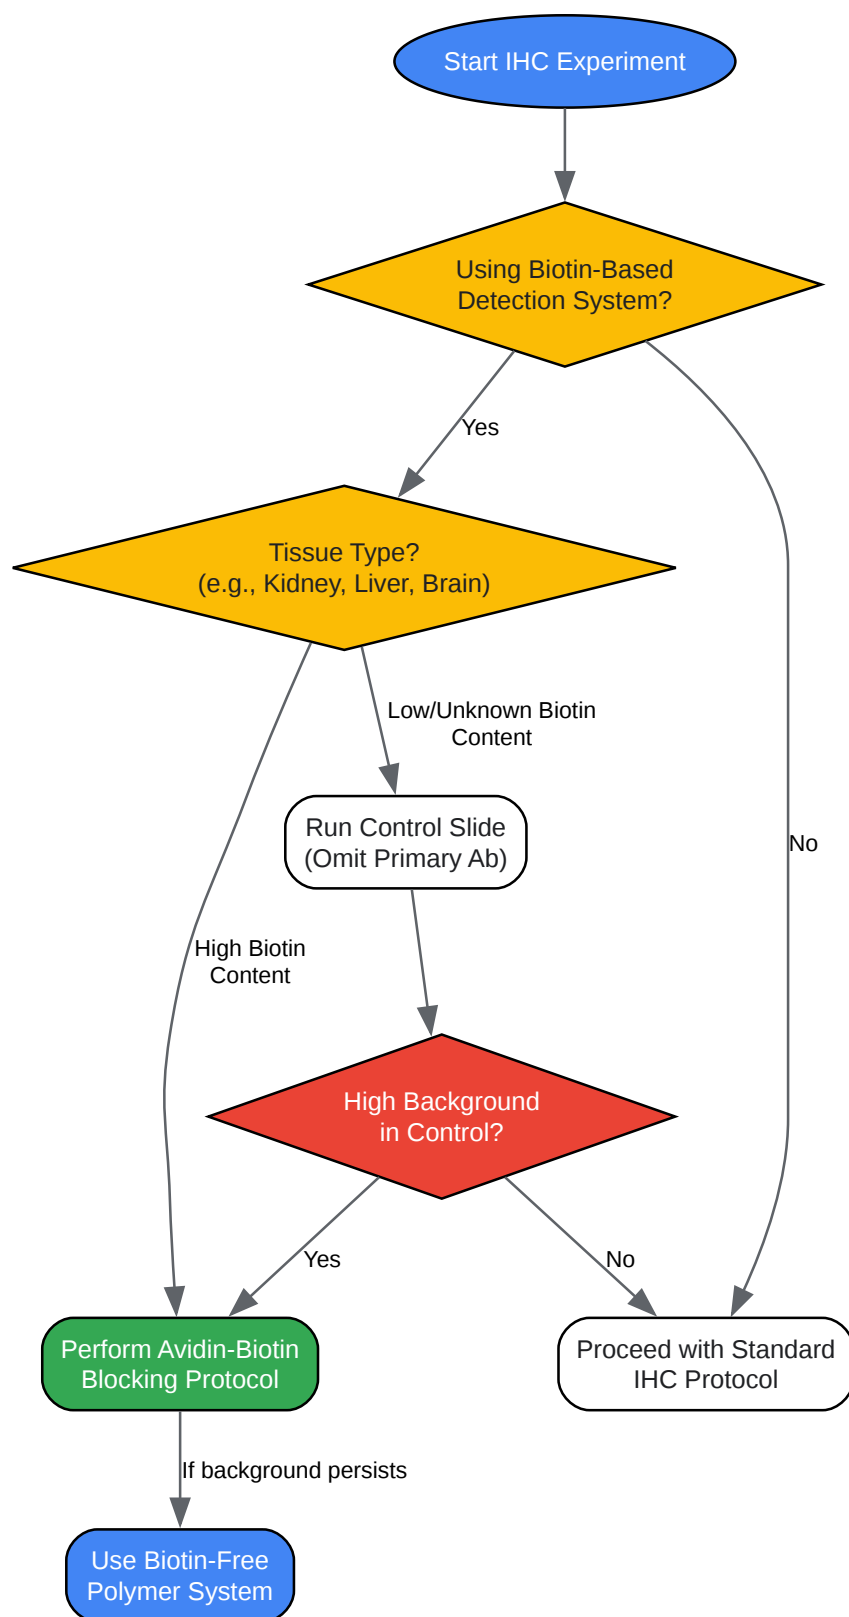 Start IHC Experiment
Using Biotin-Based
Detection System?
Yes
Tissue Type?
(e.g., Kidney, Liver, Brain)
Low/Unknown Biotin
Content
Run Control Slide
(Omit Primary Ab)
No
High Biotin
Content
High Background
in Control?
Yes
No
Perform Avidin-Biotin
Blocking Protocol
Proceed with Standard
IHC Protocol
If background persists
Use Biotin-Free
Polymer System